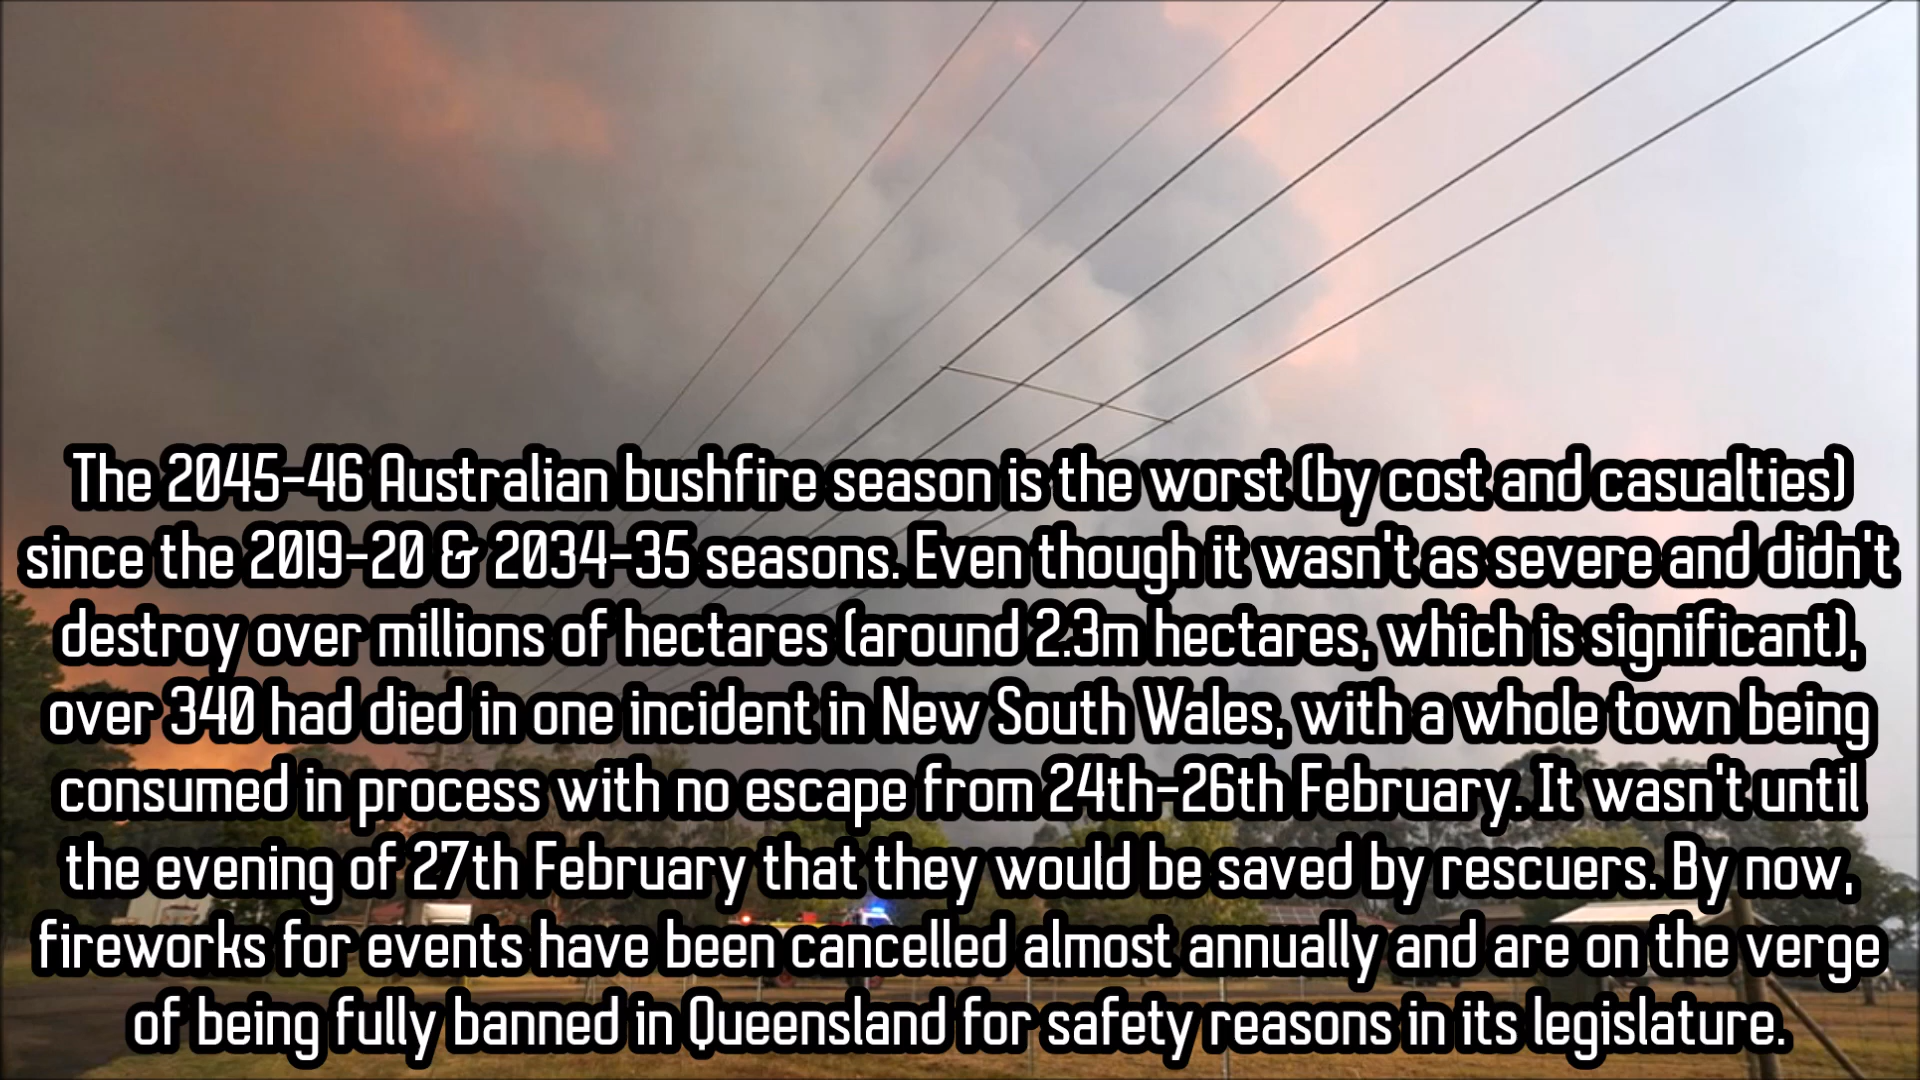 The 2045-46 Australian bushfire season is the worst (by cost and casualties)
since the 2019-20 & 2034-35 seasons. Even though it wasn't as severe and didn't
destroy over millions of hectares (around 2.3m hectares, which is significant),
over 340 had died in one incident in New South Wales, with a whole town being
consumed in process with no escape from 24th-26th February. It wasn't until
the evening of 27th February that they would be saved by rescuers. By now,
fireworks for events have been cancelled almost annually and are on the verge
of being fully banned in Queensland for safety reasons in its legislature.